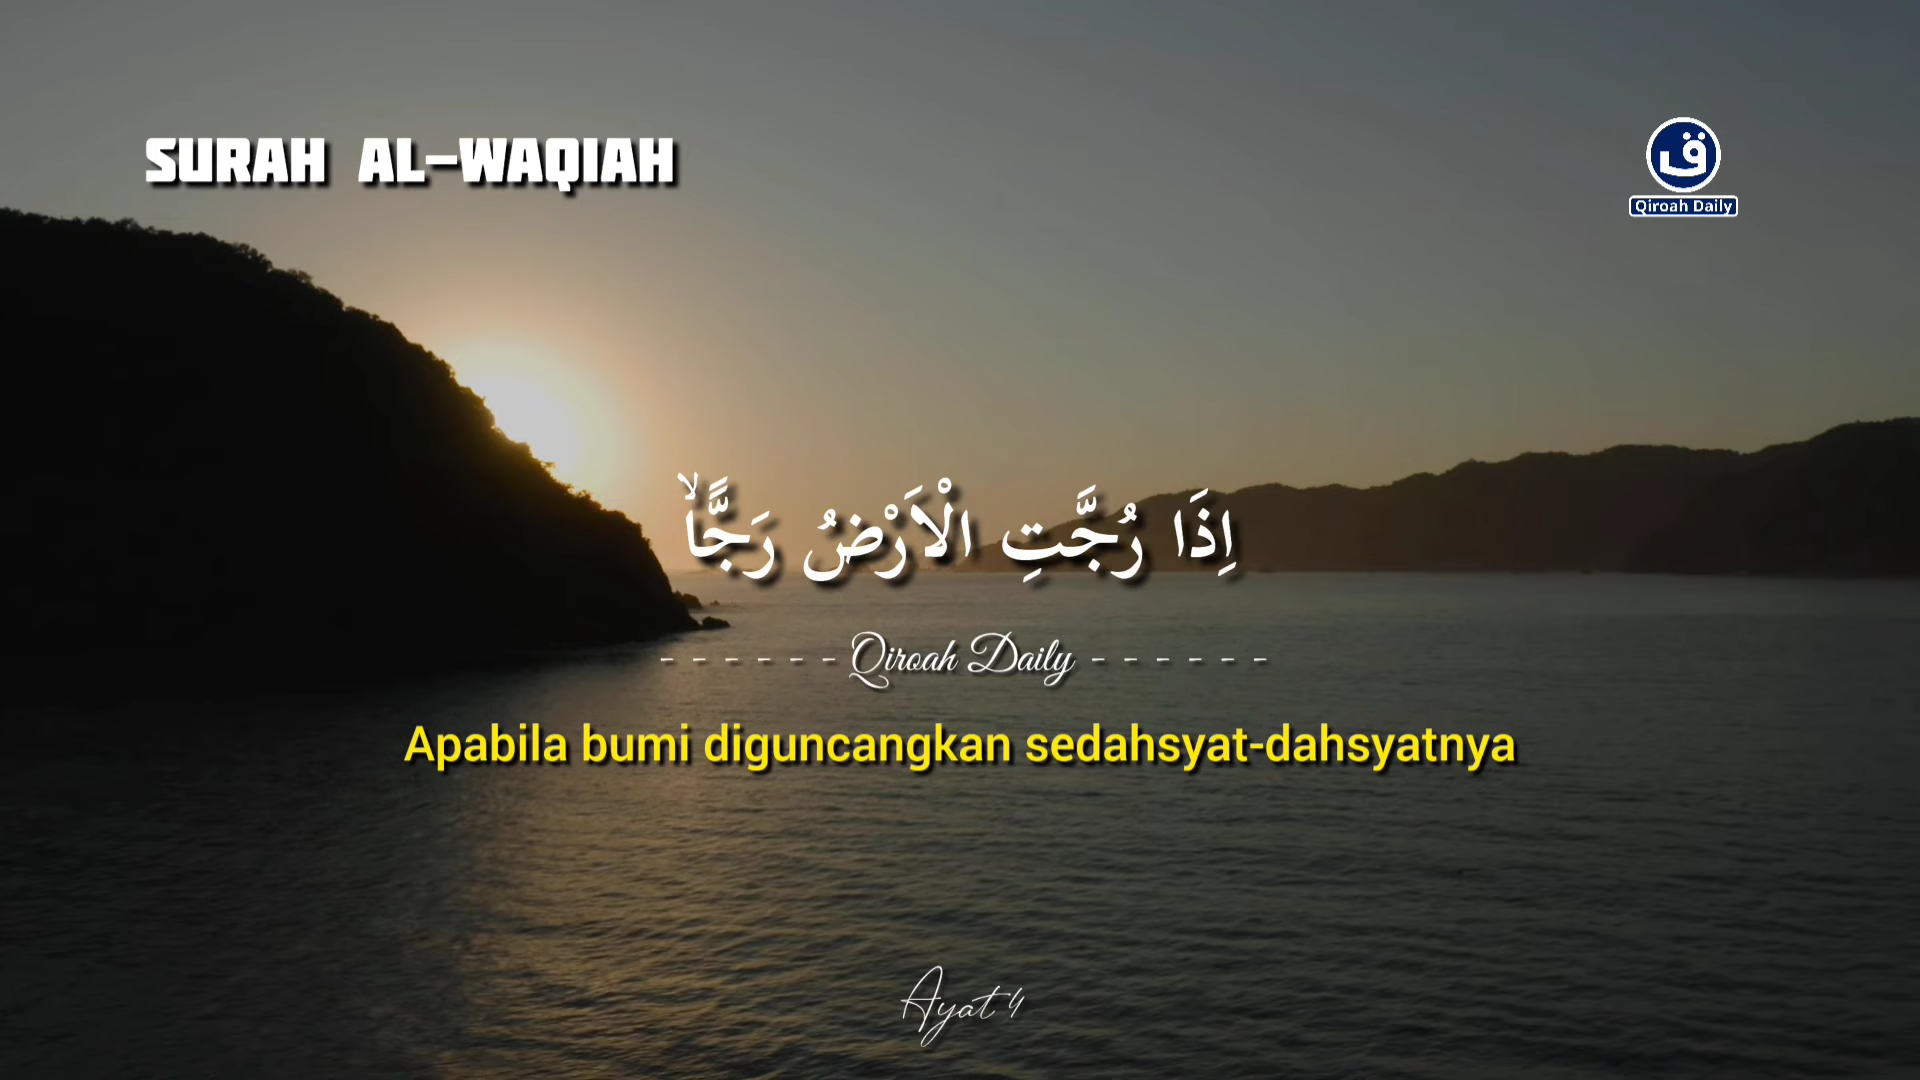 SURAH AL-WAQIAH
ق
Qiroah Daily
اِذَا رُجَّتِ الْاَرْضُ رَجًّاۙ
------ Qiroah Daily ------
Apabila bumi diguncangkan sedahsyat-dahsyatnya
Ayat 4